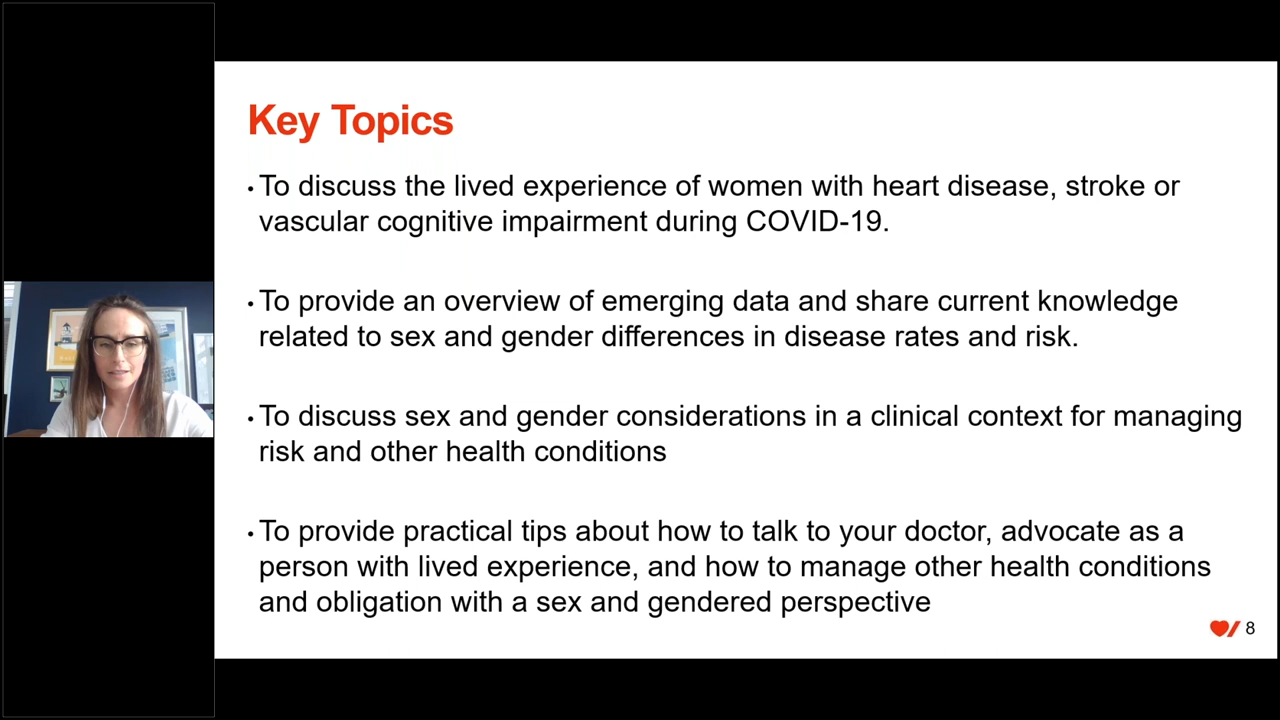 Key Topics
• To discuss the lived experience of women with heart disease, stroke or
vascular cognitive impairment during COVID-19.
• To provide an overview of emerging data and share current knowledge
related to sex and gender differences in disease rates and risk.
• To discuss sex and gender considerations in a clinical context for managing
risk and other health conditions
• To provide practical tips about how to talk to your doctor, advocate as a
person with lived experience, and how to manage other health conditions
and obligation with a sex and gendered perspective
8